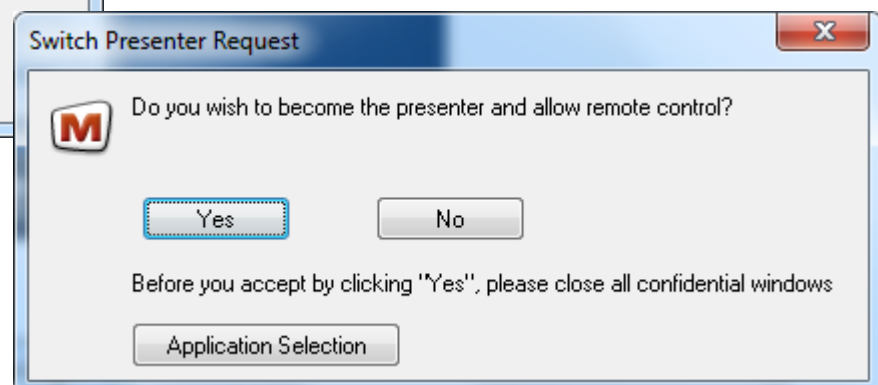 Switch Presenter Request
Do you wish to become the presenter and allow remote control?
M
Yes
No
Before you accept by clicking "Yes", please close all confidential windows
Application Selection